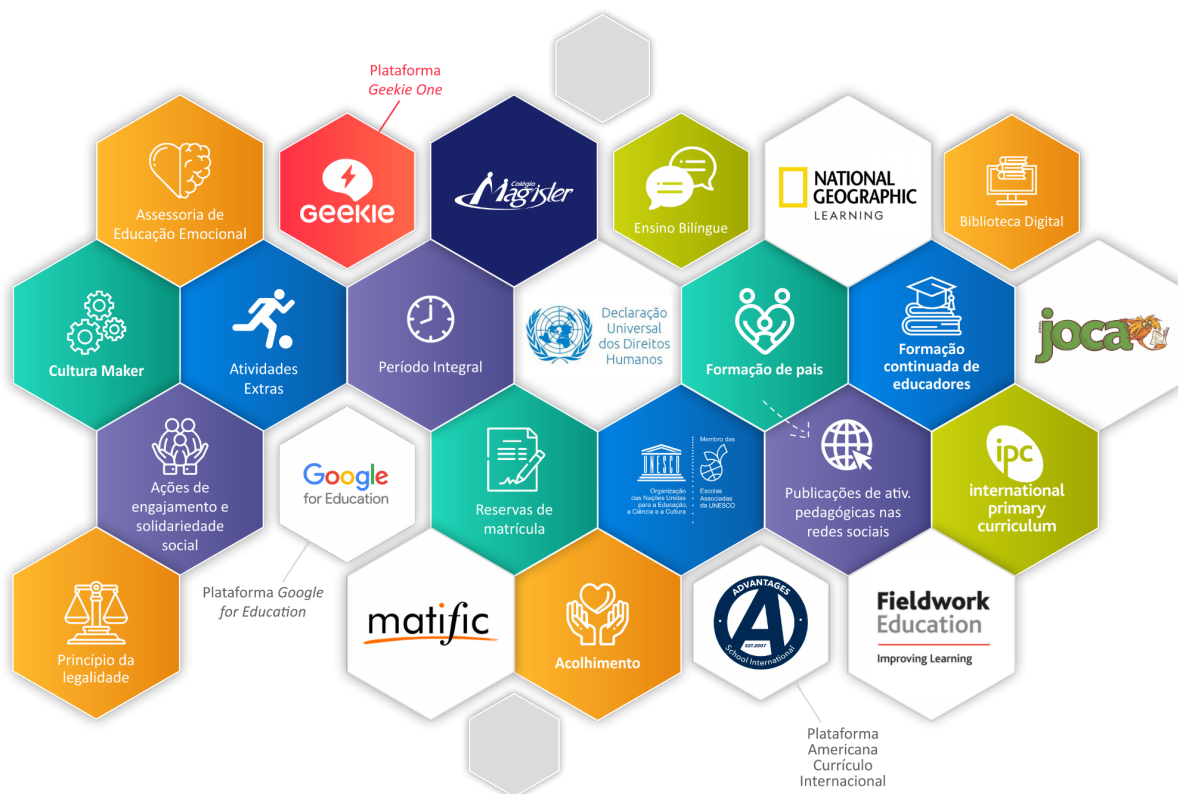 Plataforma
Geekie One
Assessoria de
Educação Emocional
Geekie
Colégio
Magister
Ensino Bilíngue
NATIONAL
GEOGRAPHIC
LEARNING
Biblioteca Digital
Cultura Maker
Atividades
Extras
Período Integral
Declaração
Universal
dos Direitos
Humanos
Formação de pais
Formação
continuada de
educadores
joca
Ações de
engajamento e
solidariedade
social
Google
for Education
Reservas de
matrícula
UNESCO
Organização
das Nações Unidas
para a Educação,
a Ciência e a Cultura
Membro das
Escolas
Associadas
da UNESCO
Publicações de ativ.
pedagógicas nas
redes sociais
ipc
international
primary
curriculum
Princípio da
legalidade
Plataforma Google
for Education
matific
Acolhimento
ADVANTAGES
A
EST.2007
School International
Fieldwork
Education
Improving Learning
Plataforma
Americana
Currículo
Internacional